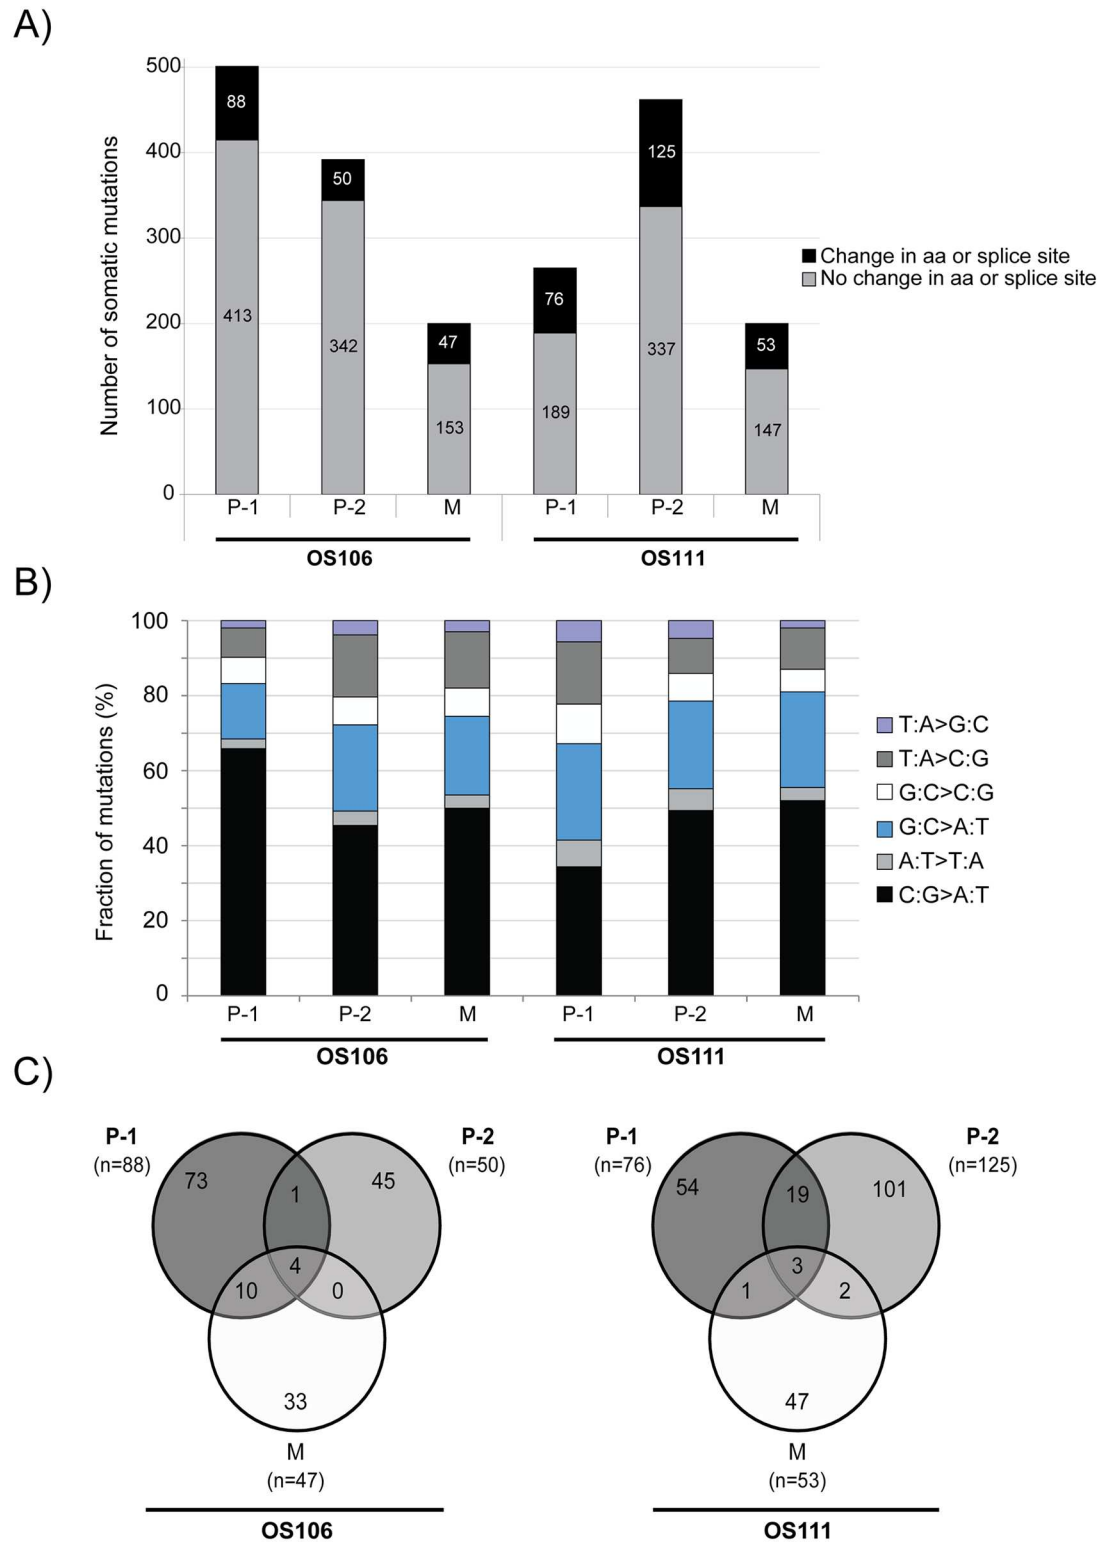 A)
Number of somatic mutations
500
400
300
200
100
0
88
413
50
342
47
153
76
189
125
337
53
147
Change in aa or splice site
No change in aa or splice site
P-1 P-2 M P-1 P-2 M
OS106 OS111
B)
Fraction of mutations (%)
100
80
60
40
20
0
T:A>G:C
T:A>C:G
G:C>C:G
G:C>A:T
A:T>T:A
C:G>A:T
P-1 P-2 M P-1 P-2 M
OS106 OS111
C)
P-1
(n=88)
P-2
(n=50)
73
1
45
4
10
0
33
M
(n=47)
OS106
P-1
(n=76)
P-2
(n=125)
54
19
101
3
1
2
47
M
(n=53)
OS111